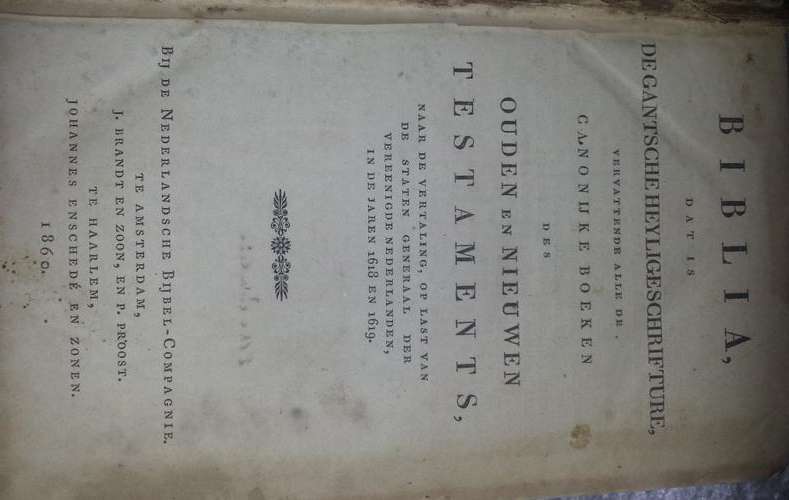 BIBLIA,
DAT IS
DE GANTSCHE HEYLIGE SCHRIFTURE,
VERVATTENDE ALLE DE
CANONIJKE BOEKEN
DES
OUDEN EN NIEUWEN
TESTAMENTS,
NAAR DE VERTALING, OP LAST VAN
DE STATEN GENERAAL DER
VEREENIGDE NEDERLANDEN,
IN DE JAREN 1618 EN 1619.
BIJ DE NEDERLANDSCHE BIJBEL-COMPAGNIE.
TE AMSTERDAM,
J. BRANDT EN ZOON, EN P. PROOST.
TE HAARLEM,
JOHANNES ENSCHEDÉ EN ZONEN.
1860.